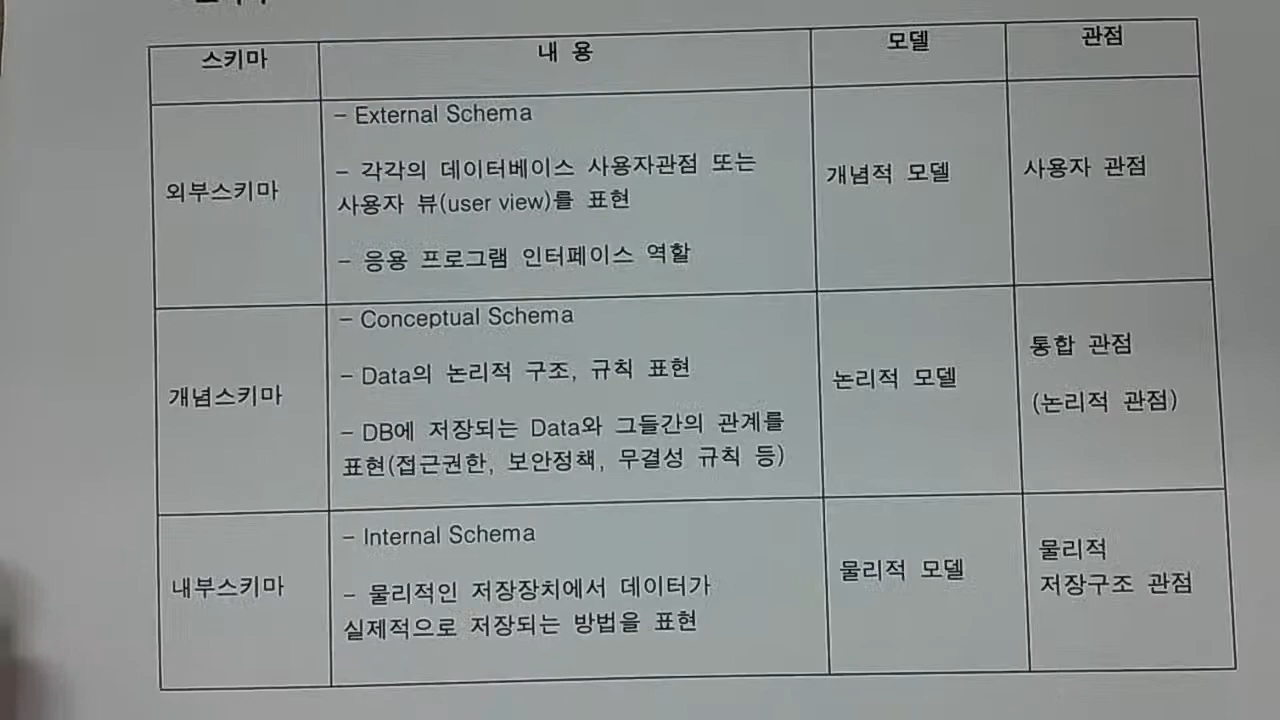 스키마
내 용
모델
관점
외부스키마
- External Schema
- 각각의 데이터베이스 사용자관점 또는
사용자 뷰(user view)를 표현
- 응용 프로그램 인터페이스 역할
개념적 모델
사용자 관점
개념스키마
- Conceptual Schema
- Data의 논리적 구조, 규칙 표현
- DB에 저장되는 Data와 그들간의 관계를
표현(접근권한, 보안정책, 무결성 규칙 등)
논리적 모델
통합 관점
(논리적 관점)
내부스키마
- Internal Schema
- 물리적인 저장장치에서 데이터가
실제적으로 저장되는 방법을 표현
물리적 모델
물리적
저장구조 관점